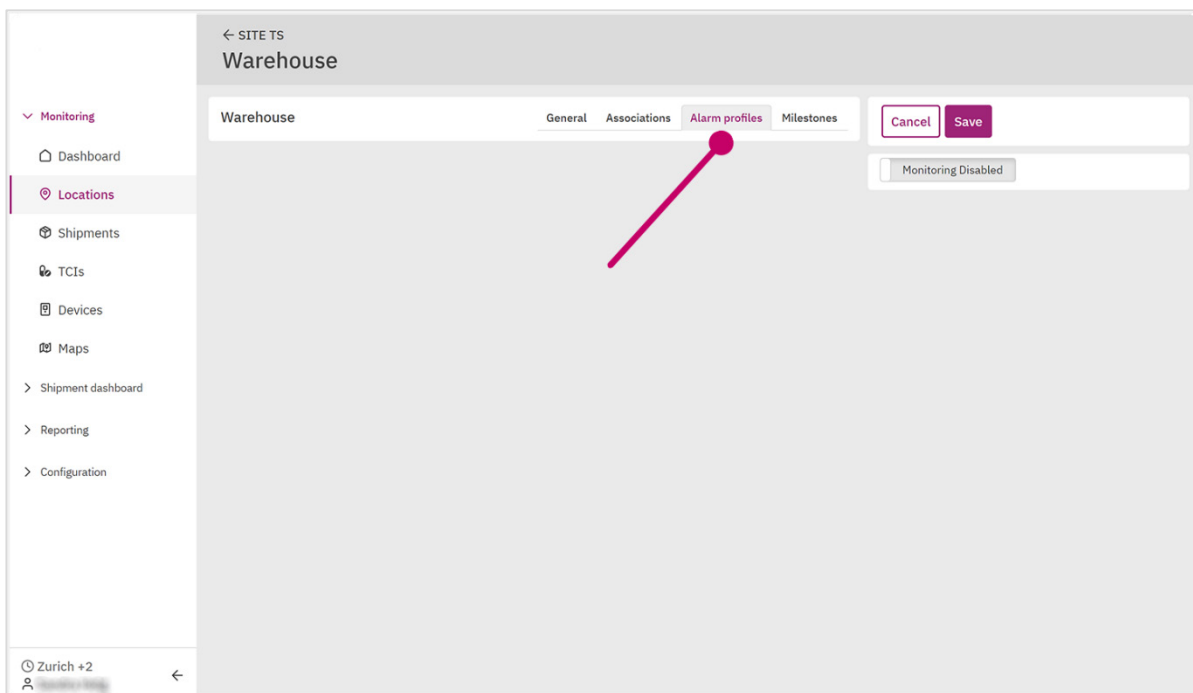 ← SITE TS
Warehouse
Monitoring
Dashboard
Locations
Shipments
TCIs
Devices
Maps
Shipment dashboard
Reporting
Configuration
Zurich +2
Warehouse
General Associations Alarm profiles Milestones
Cancel Save
Monitoring Disabled